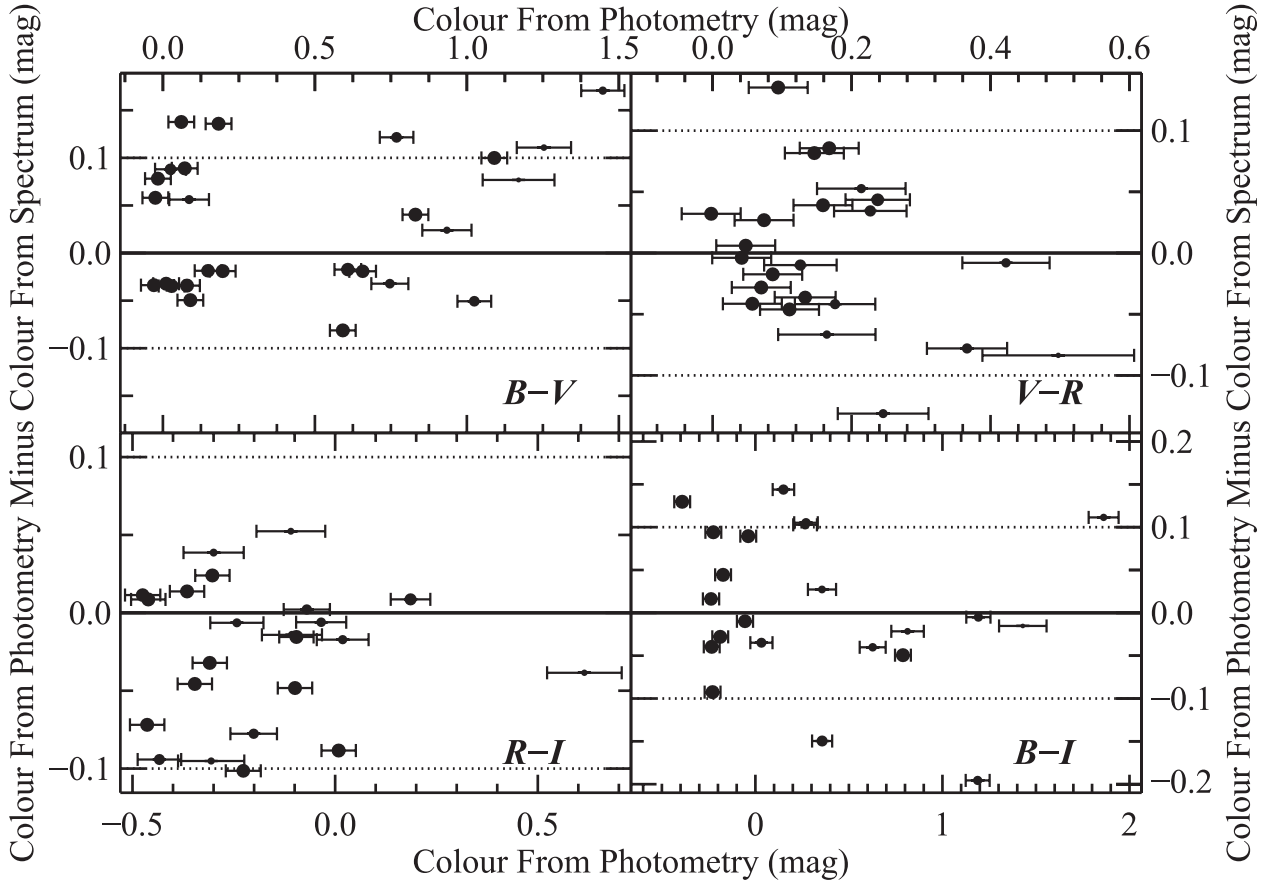 Colour From Photometry (mag)
0.0 0.5 1.0 1.5 0.0 0.2 0.4 0.6
Colour From Photometry Minus Colour From Spectrum (mag)
0.1
0.0
−0.1
B−V
0.1
0.0
−0.1
V−R
0.1
0.0
−0.1
R−I
0.2
0.1
0.0
−0.1
−0.2
B−I
Colour From Photometry Minus Colour From Spectrum (mag)
−0.5 0.0 0.5 0 1 2
Colour From Photometry (mag)